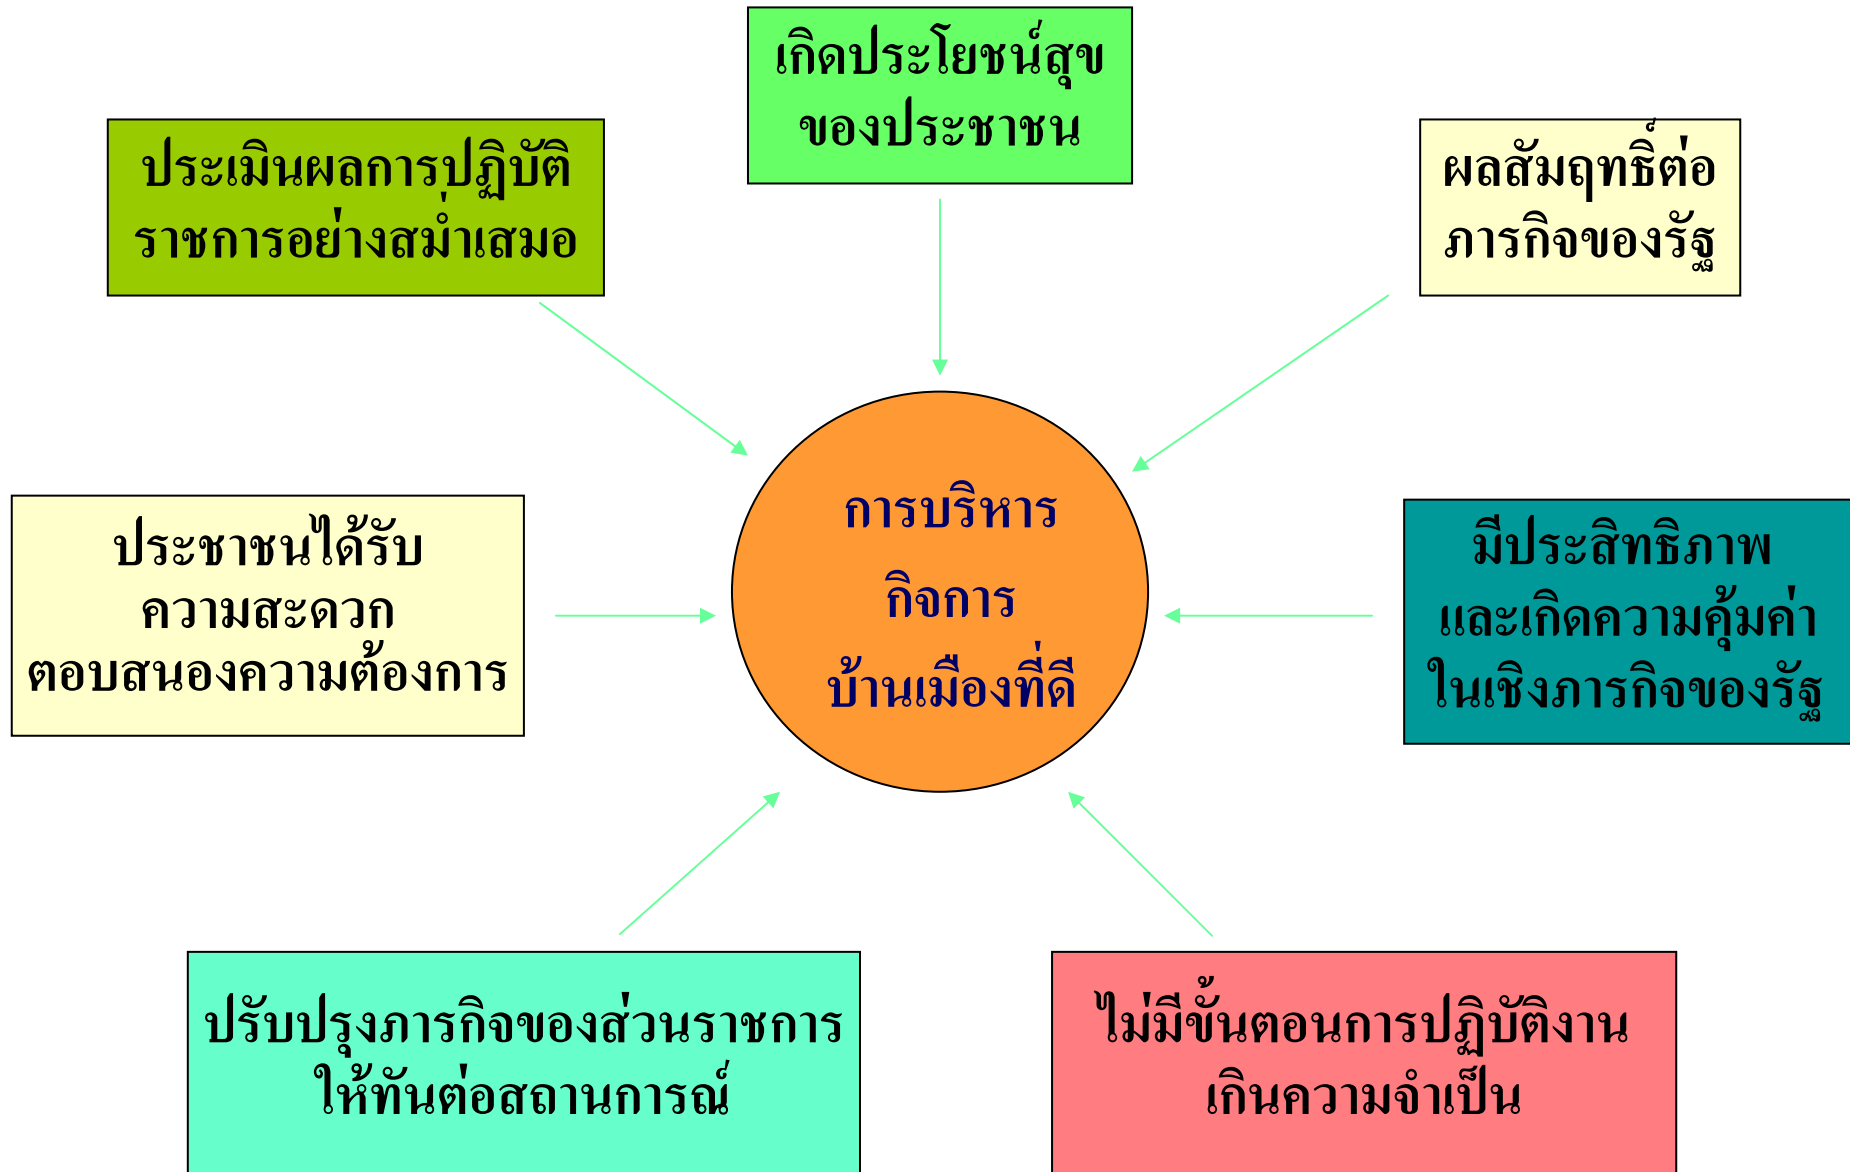 เกิดประโยชน์สุข
ของประชาชน
ประเมินผลการปฏิบัติ
ราชการอย่างสม่ำเสมอ
ผลสัมฤทธิ์ต่อ
ภารกิจของรัฐ
การบริหาร
กิจการ
บ้านเมืองที่ดี
ประชาชนได้รับ
ความสะดวก
ตอบสนองความต้องการ
มีประสิทธิภาพ
และเกิดความคุ้มค่า
ในเชิงภารกิจของรัฐ
ปรับปรุงภารกิจของส่วนราชการ
ให้ทันต่อสถานการณ์
ไม่มีขั้นตอนการปฏิบัติงาน
เกินความจำเป็น